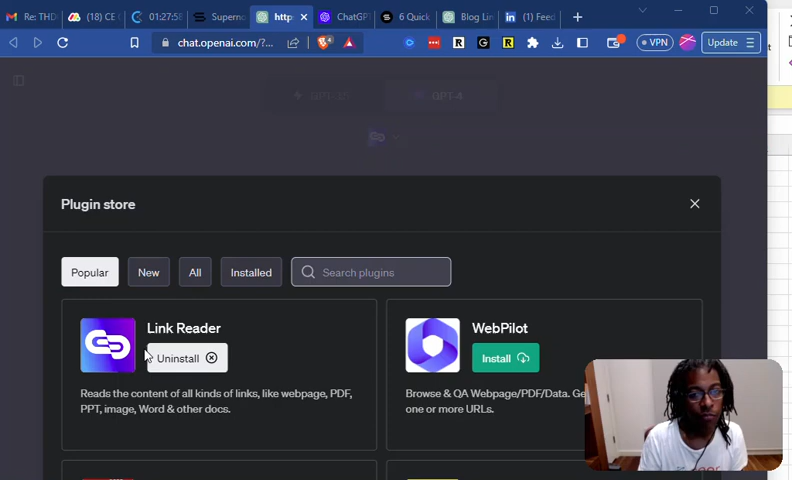 Re: THD
(18) CE
01:27:58
Superno
http
ChatGP
6 Quick
Blog Lin
(1) Feed
chat.openai.com/?...
VPN
Update
GPT-4
Plugin store
Popular
New
All
Installed
Search plugins
Link Reader
WebPilot
Uninstall
Install
Reads the content of all kinds of links, like webpage, PDF,
Browse & QA Webpage/PDF/Data. Ge
PPT, image, Word & other docs.
one or more URLs.